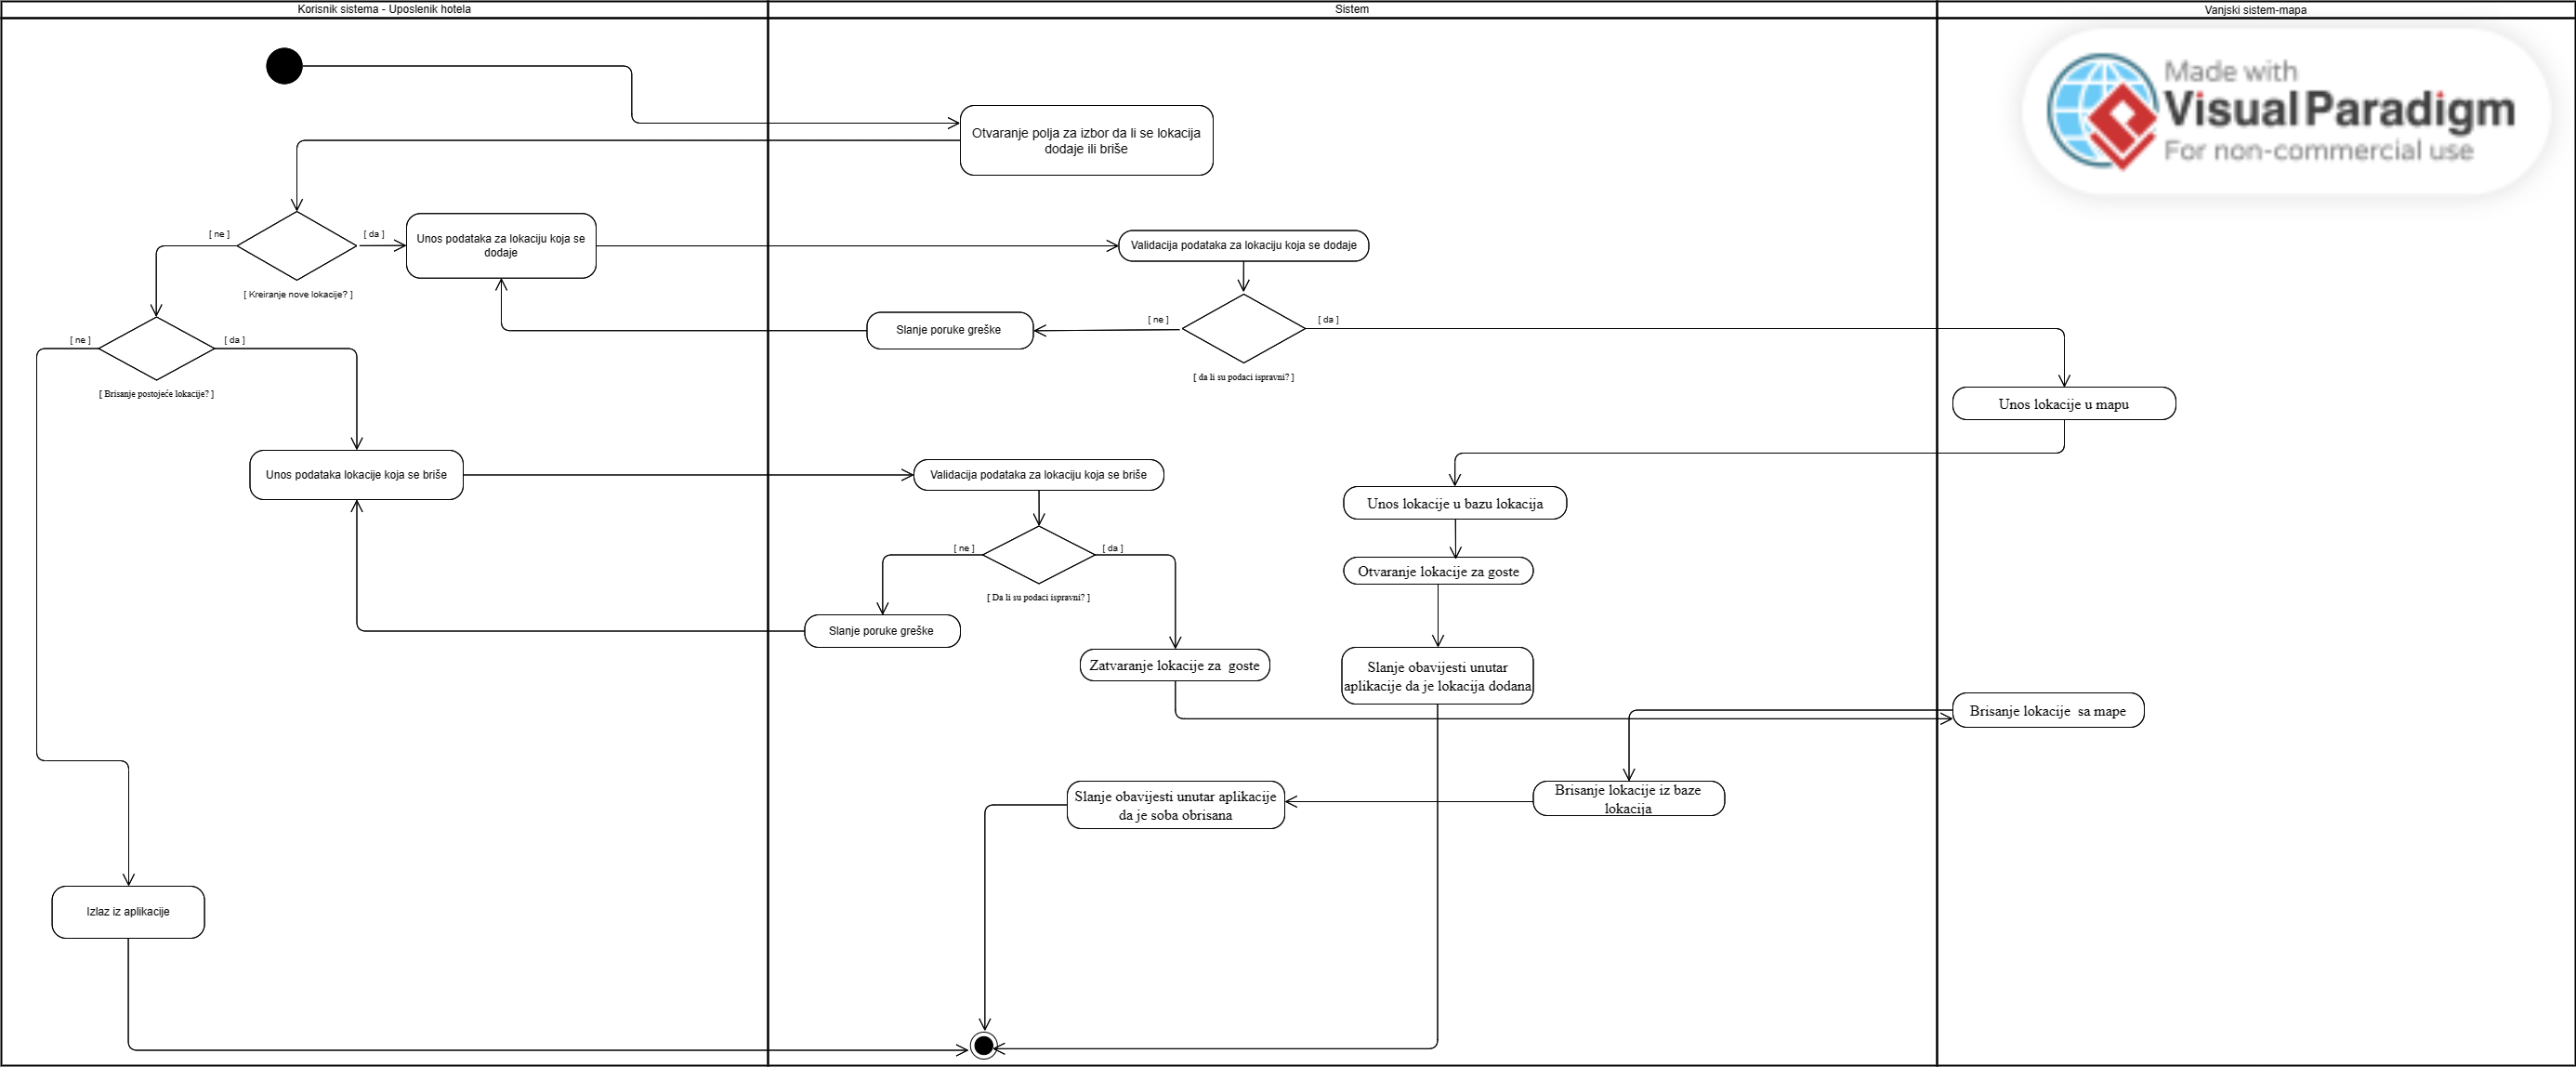 Korisnik sistema - Uposlenik hotela
Sistem
Vanjski sistem-mapa
Made with
Visual Paradigm
For non-commercial use
Otvaranje polja za izbor da li se lokacija
dodaje ili briše
[ ne ]
[ da ]
Unos podataka za lokaciju koja se
dodaje
Validacija podataka za lokaciju koja se dodaje
[ Kreiranje nove lokacije? ]
[ ne ]
[ da ]
Slanje poruke greške
[ ne ]
[ da ]
[ da li su podaci ispravni? ]
[ Brisanje postojeće lokacije? ]
Unos lokacije u mapu
Unos podataka lokacije koja se briše
Validacija podataka za lokaciju koja se briše
Unos lokacije u bazu lokacija
[ ne ]
[ da ]
Otvaranje lokacije za goste
[ Da li su podaci ispravni? ]
Slanje poruke greške
Zatvaranje lokacije za  goste
Slanje obavijesti unutar
aplikacije da je lokacija dodana
Brisanje lokacije  sa mape
Slanje obavijesti unutar aplikacije
da je soba obrisana
Brisanje lokacije iz baze
lokacija
Izlaz iz aplikacije